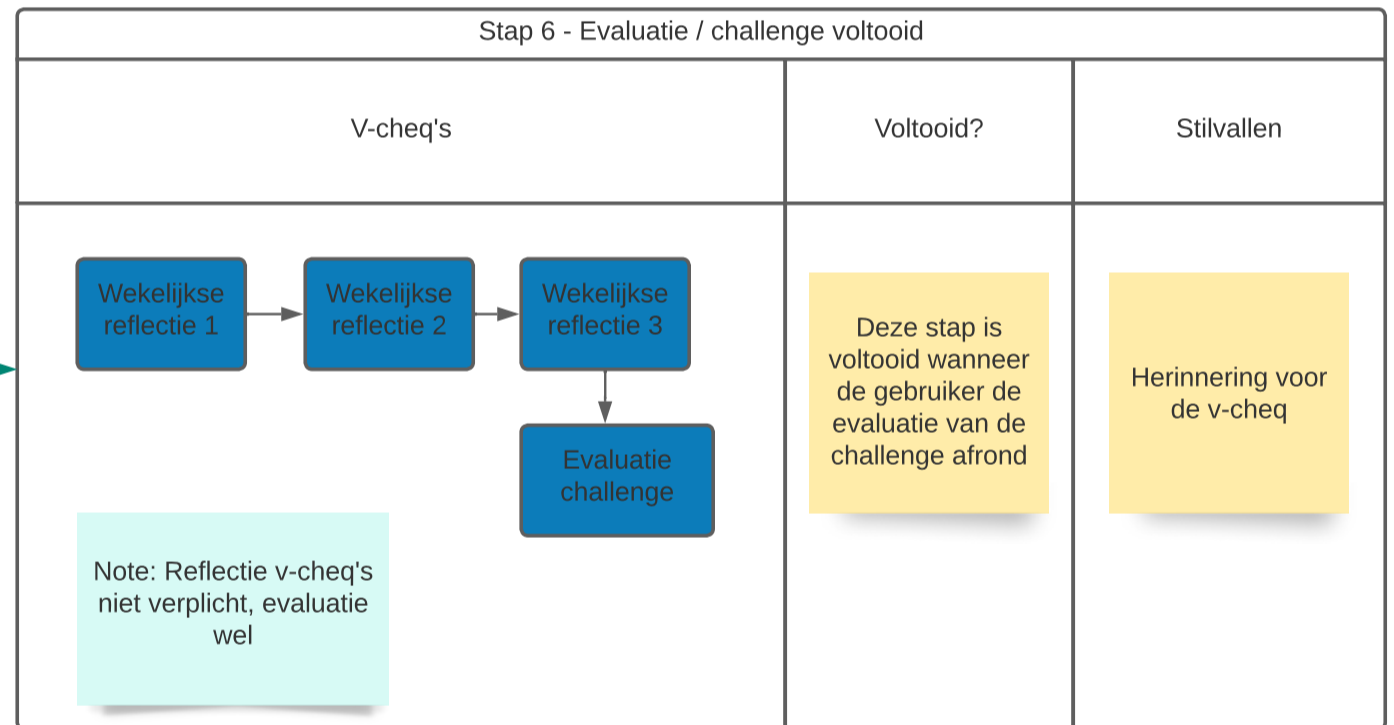 Stap 6 - Evaluatie / challenge voltooid
V-cheq's
Voltooid?
Stilvallen
Wekelijkse
reflectie 1
Wekelijkse
reflectie 2
Wekelijkse
reflectie 3
Evaluatie
challenge
Note: Reflectie v-cheq's
niet verplicht, evaluatie
wel
Deze stap is
voltooid wanneer
de gebruiker de
evaluatie van de
challenge afrond
Herinnering voor
de v-cheq